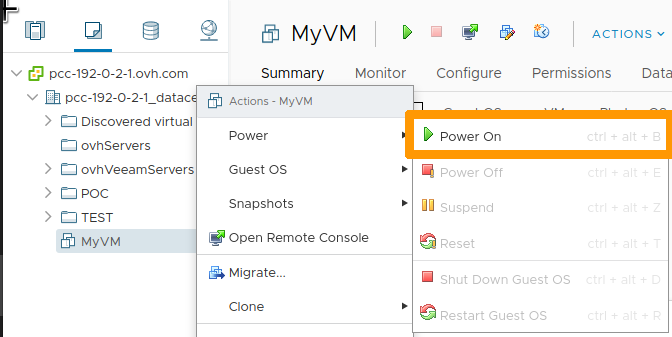 MyVM
ACTIONS
Summary Monitor Configure Permissions
pcc-192-0-2-1.ovh.com
pcc-192-0-2-1_datace
Discovered virtual
ovhServers
ovhVeeamServers
POC
TEST
MyVM
Actions - MyVM
Power
Guest OS
Snapshots
Open Remote Console
Migrate...
Clone
Power On ctrl + alt + B
Power Off ctrl + alt + E
Suspend ctrl + alt + Z
Reset ctrl + alt + T
Shut Down Guest OS ctrl + alt + D
Restart Guest OS ctrl + alt + R